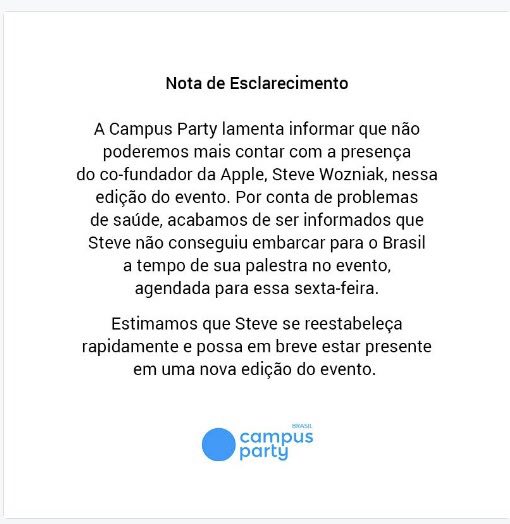 Nota de Esclarecimento
A Campus Party lamenta informar que não
poderemos mais contar com a presença
do co-fundador da Apple, Steve Wozniak, nessa
edição do evento. Por conta de problemas
de saúde, acabamos de ser informados que
Steve não conseguiu embarcar para o Brasil
a tempo de sua palestra no evento,
agendada para essa sexta-feira.
Estimamos que Steve se reestabeleça
rapidamente e possa em breve estar presente
em uma nova edição do evento.
BRASIL
campus
party